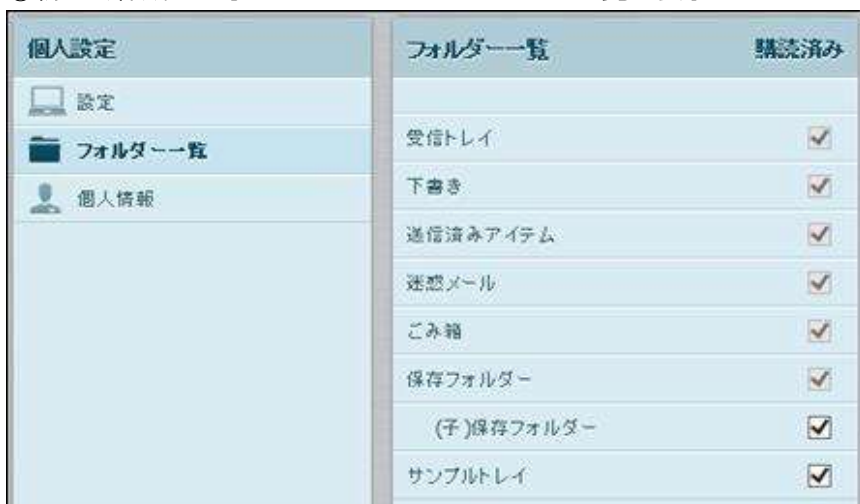 個人設定
設定
フォルダー一覧
個人情報
フォルダー一覧 購読済み
受信トレイ
下書き
送信済みアイテム
迷惑メール
ごみ箱
保存フォルダー
(子)保存フォルダー
サンプルトレイ